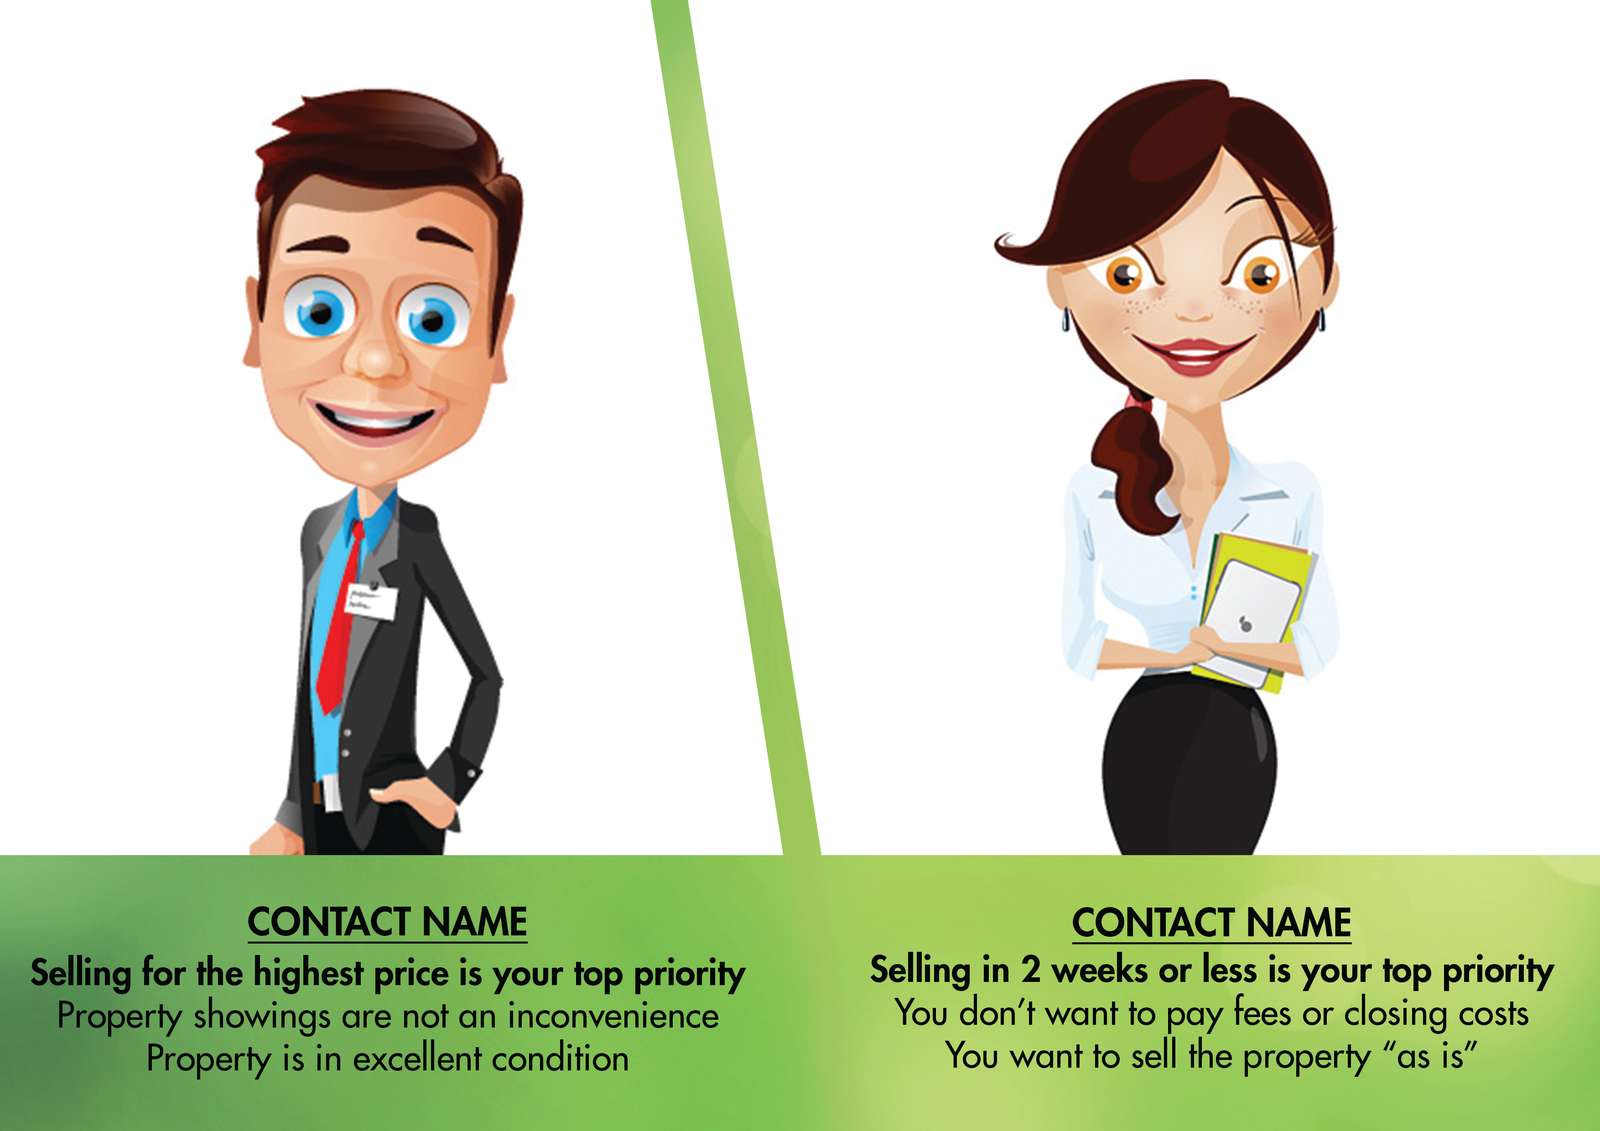 CONTACT NAME
Selling for the highest price is your top priority
Property showings are not an inconvenience
Property is in excellent condition
CONTACT NAME
Selling in 2 weeks or less is your top priority
You don’t want to pay fees or closing costs
You want to sell the property “as is”